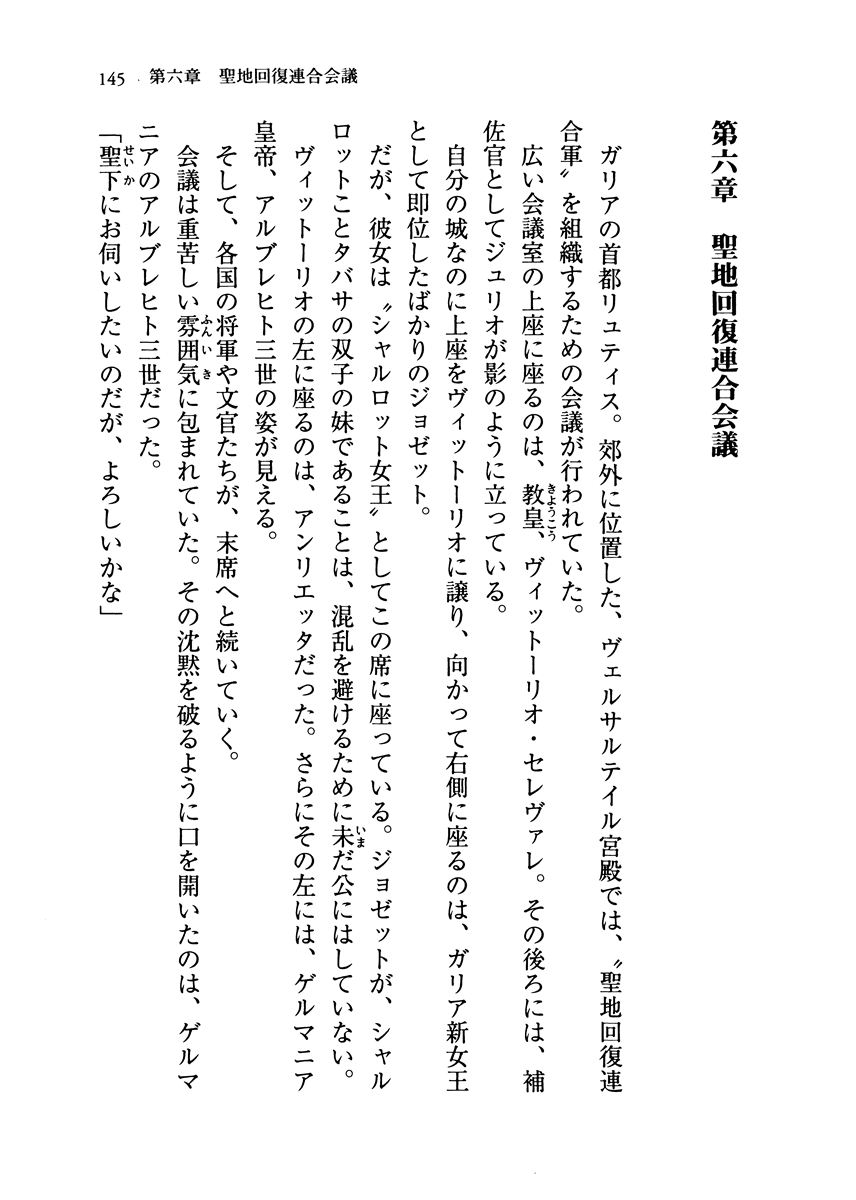 145　第六章　聖地回復連合会議
第六章　聖地回復連合会議
　ガリアの首都リュティス。郊外に位置した、ヴェルサルテイル宮殿では、〝聖地回復連
合軍〟を組織するための会議が行われていた。
　広い会議室の上座に座るのは、教皇、ヴィットーリオ・セレヴァレ。その後ろには、補
佐官としてジュリオが影のように立っている。
　自分の城なのに上座をヴィットーリオに譲り、向かって右側に座るのは、ガリア新女王
として即位したばかりのジョゼット。
　だが、彼女は〝シャルロット女王〟としてこの席に座っている。ジョゼットが、シャル
ロットことタバサの双子の妹であることは、混乱を避けるために未だ公にはしていない。
　ヴィットーリオの左に座るのは、アンリエッタだった。さらにその左には、ゲルマニア
皇帝、アルブレヒト三世の姿が見える。
　そして、各国の将軍や文官たちが、末席へと続いていく。
　会議は重苦しい雰囲気に包まれていた。その沈黙を破るように口を開いたのは、ゲルマ
ニアのアルブレヒト三世だった。
「聖下にお伺いしたいのだが、よろしいかな」